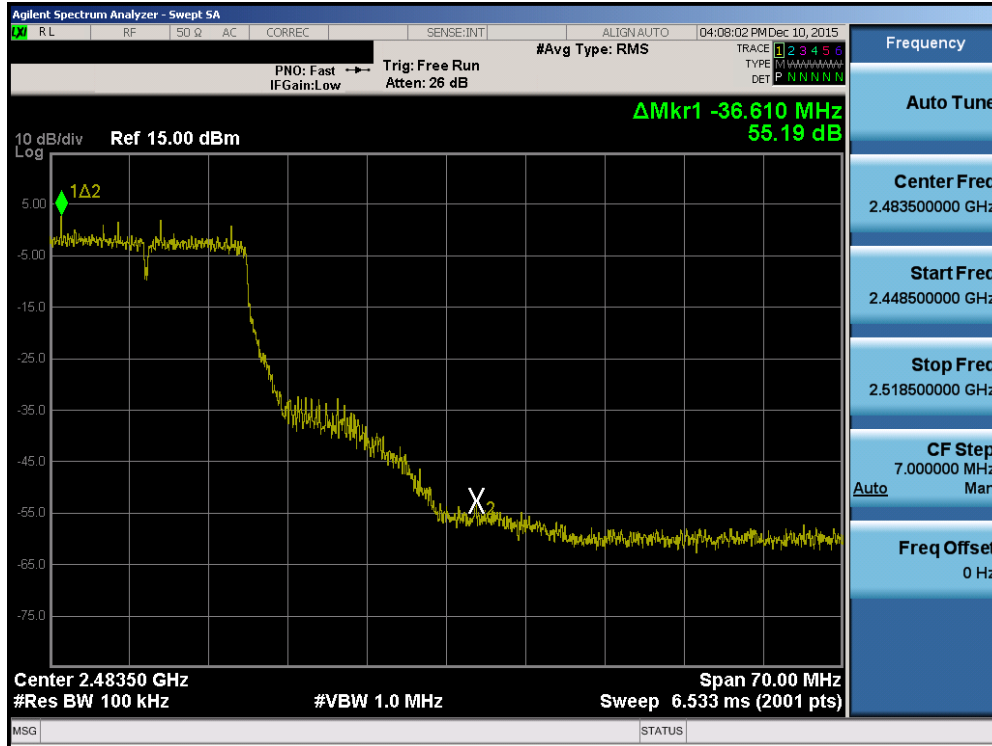 Agilent Spectrum Analyzer - Swept SA
LXI RL RF 50 Ω AC CORREC SENSE:INT ALIGN AUTO 04:08:02 PM Dec 10, 2015
#Avg Type: RMS TRACE 1 2 3 4 5 6
TYPE M
PNO: Fast Trig: Free Run
DET P N N N N N
IFGain:Low Atten: 26 dB
ΔMkr1 -36.610 MHz
55.19 dB
10 dB/div Ref 15.00 dBm
Log
1Δ2
5.00
-5.00
-15.0
-25.0
-35.0
-45.0
X2
-55.0
-65.0
-75.0
Center 2.48350 GHz Span 70.00 MHz
#Res BW 100 kHz #VBW 1.0 MHz Sweep 6.533 ms (2001 pts)
MSG STATUS
Frequency
Auto Tune
Center Freq
2.483500000 GHz
Start Freq
2.448500000 GHz
Stop Freq
2.518500000 GHz
CF Step
7.000000 MHz
Auto Man
Freq Offset
0 Hz